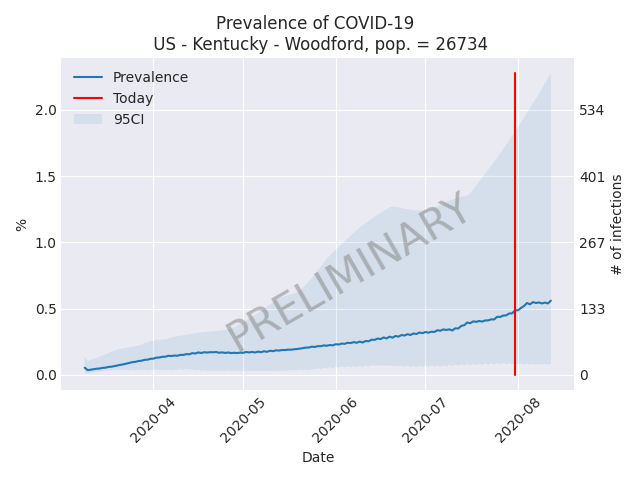 Prevalence of COVID-19
US - Kentucky - Woodford, pop. = 26734
Prevalence
Today
95CI
2.0
1.5
1.0
0.5
0.0
%
534
401
267
133
0
# of infections
PRELIMINARY
2020-04
2020-05
2020-06
2020-07
2020-08
Date